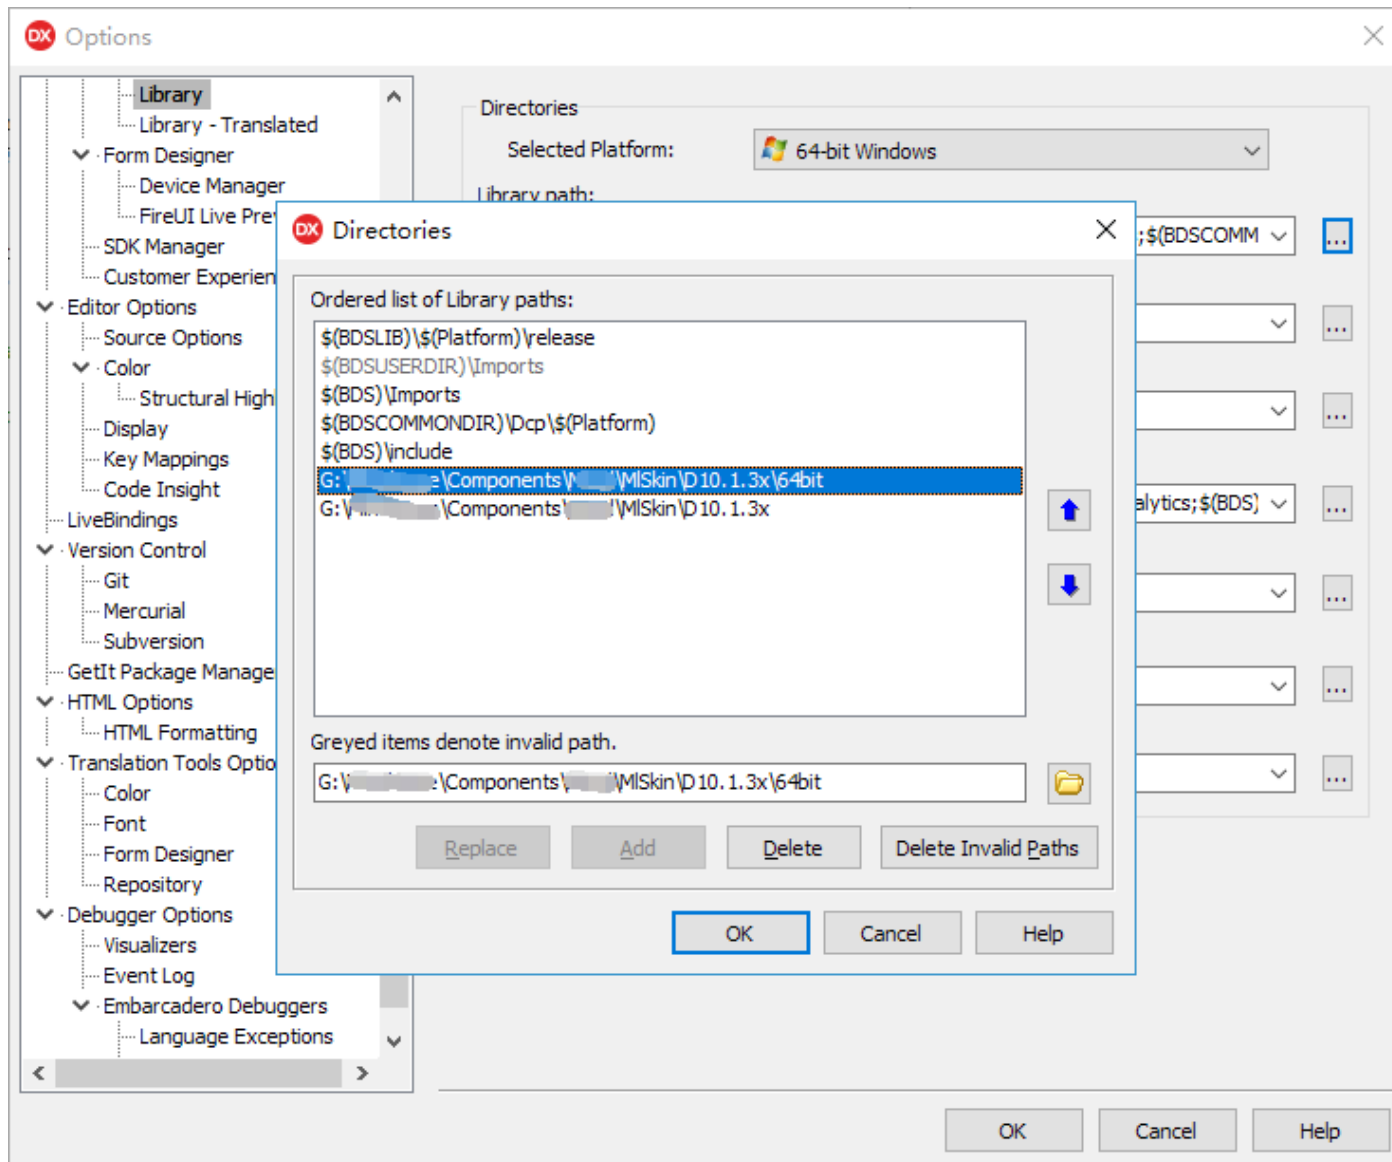 DX Options
Library
Library - Translated
Form Designer
Device Manager
FireUI Live Pre
SDK Manager
Customer Experien
Editor Options
Source Options
Color
Structural High
Display
Key Mappings
Code Insight
LiveBindings
Version Control
Git
Mercurial
Subversion
GetIt Package Manage
HTML Options
HTML Formatting
Translation Tools Optio
Color
Font
Form Designer
Repository
Debugger Options
Visualizers
Event Log
Embarcadero Debuggers
Language Exceptions
Directories
Selected Platform: 64-bit Windows
Library path:
;$(BDSCOMM ...
...
...
alytics;$(BDS) ...
...
...
...
DX Directories
Ordered list of Library paths:
$(BDSLIB)\$(Platform)\release
$(BDSUSERDIR)\Imports
$(BDS)\Imports
$(BDSCOMMONDIR)\Dcp\$(Platform)
$(BDS)\include
G:\ e\Components\ \MlSkin\D10.1.3x\64bit
G:\ \Components\ \MlSkin\D10.1.3x
Greyed items denote invalid path.
G:\ e\Components\ \MlSkin\D10.1.3x\64bit
Replace Add Delete Delete Invalid Paths
OK Cancel Help
OK Cancel Help